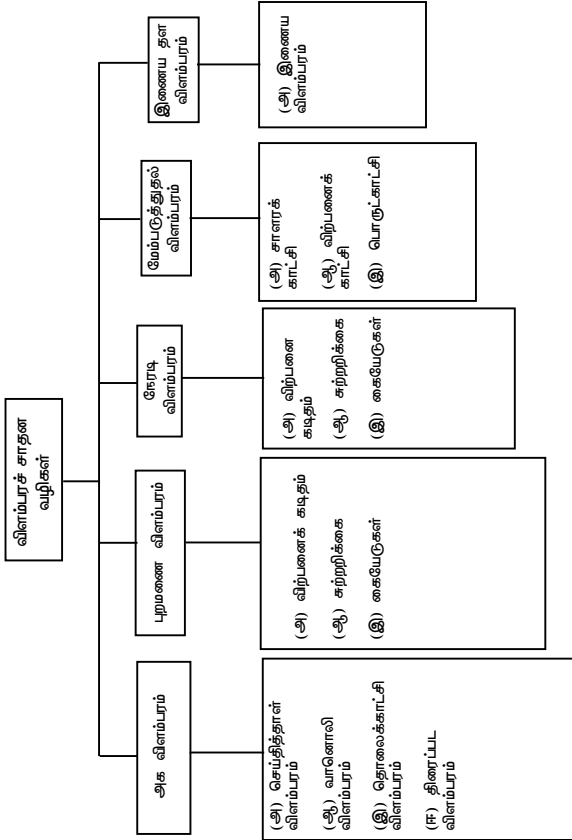 விளம்பரச் சாதன
வழிகள்
அக விளம்பரம்
(அ) செய்தித்தாள்
விளம்பரம்
(ஆ) வானொலி
விளம்பரம்
(இ) தொலைக்காட்சி
விளம்பரம்
(ஈ) திரைப்பட
விளம்பரம்
புறமனை விளம்பரம்
(அ) விற்பனைக் கடிதம்
(ஆ) சுற்றறிக்கை
(இ) கையேடுகள்
நேரடி
விளம்பரம்
(அ) விற்பனை
கடிதம்
(ஆ) சுற்றறிக்கை
(இ) கையேடுகள்
மேம்படுத்துதல்
விளம்பரம்
(அ) சாளரக்
காட்சி
(ஆ) விற்பனைக்
காட்சி
(இ) பொருட்காட்சி
இணைய தள
விளம்பரம்
(அ) இணைய
விளம்பரம்